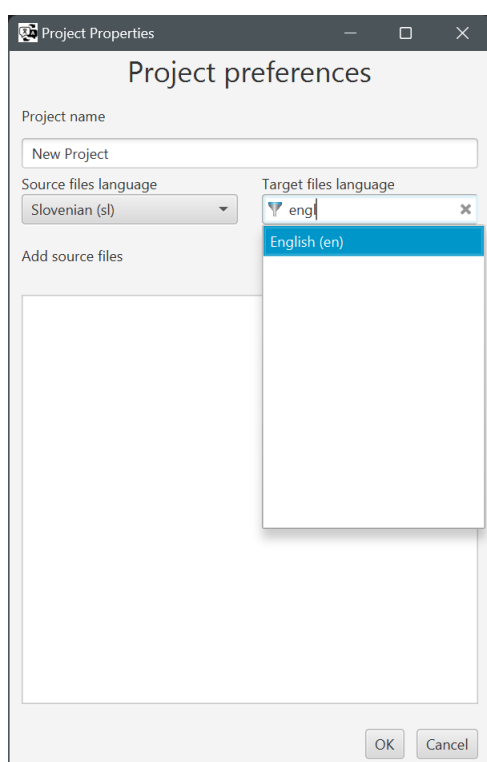 Project Properties
Project preferences
Project name
New Project
Source files language
Target files language
Slovenian (sl)
engl
English (en)
Add source files
OK
Cancel